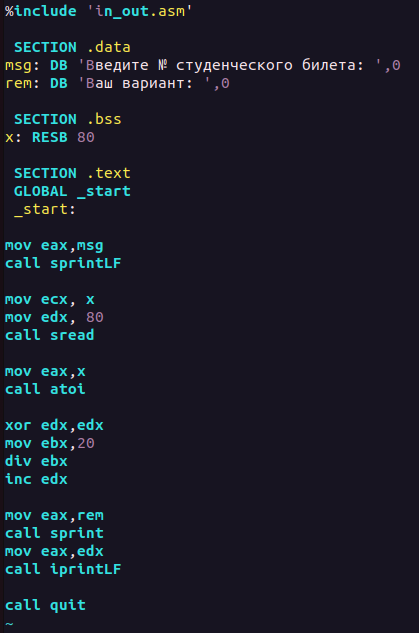 %include 'in_out.asm'
SECTION .data
msg: DB 'Введите № студенческого билета: ',0
rem: DB 'Ваш вариант: ',0
SECTION .bss
x: RESB 80
SECTION .text
GLOBAL _start
_start:
mov eax,msg
call sprintLF
mov ecx, x
mov edx, 80
call sread
mov eax,x
call atoi
xor edx,edx
mov ebx,20
div ebx
inc edx
mov eax,rem
call sprint
mov eax,edx
call iprintLF
call quit
~